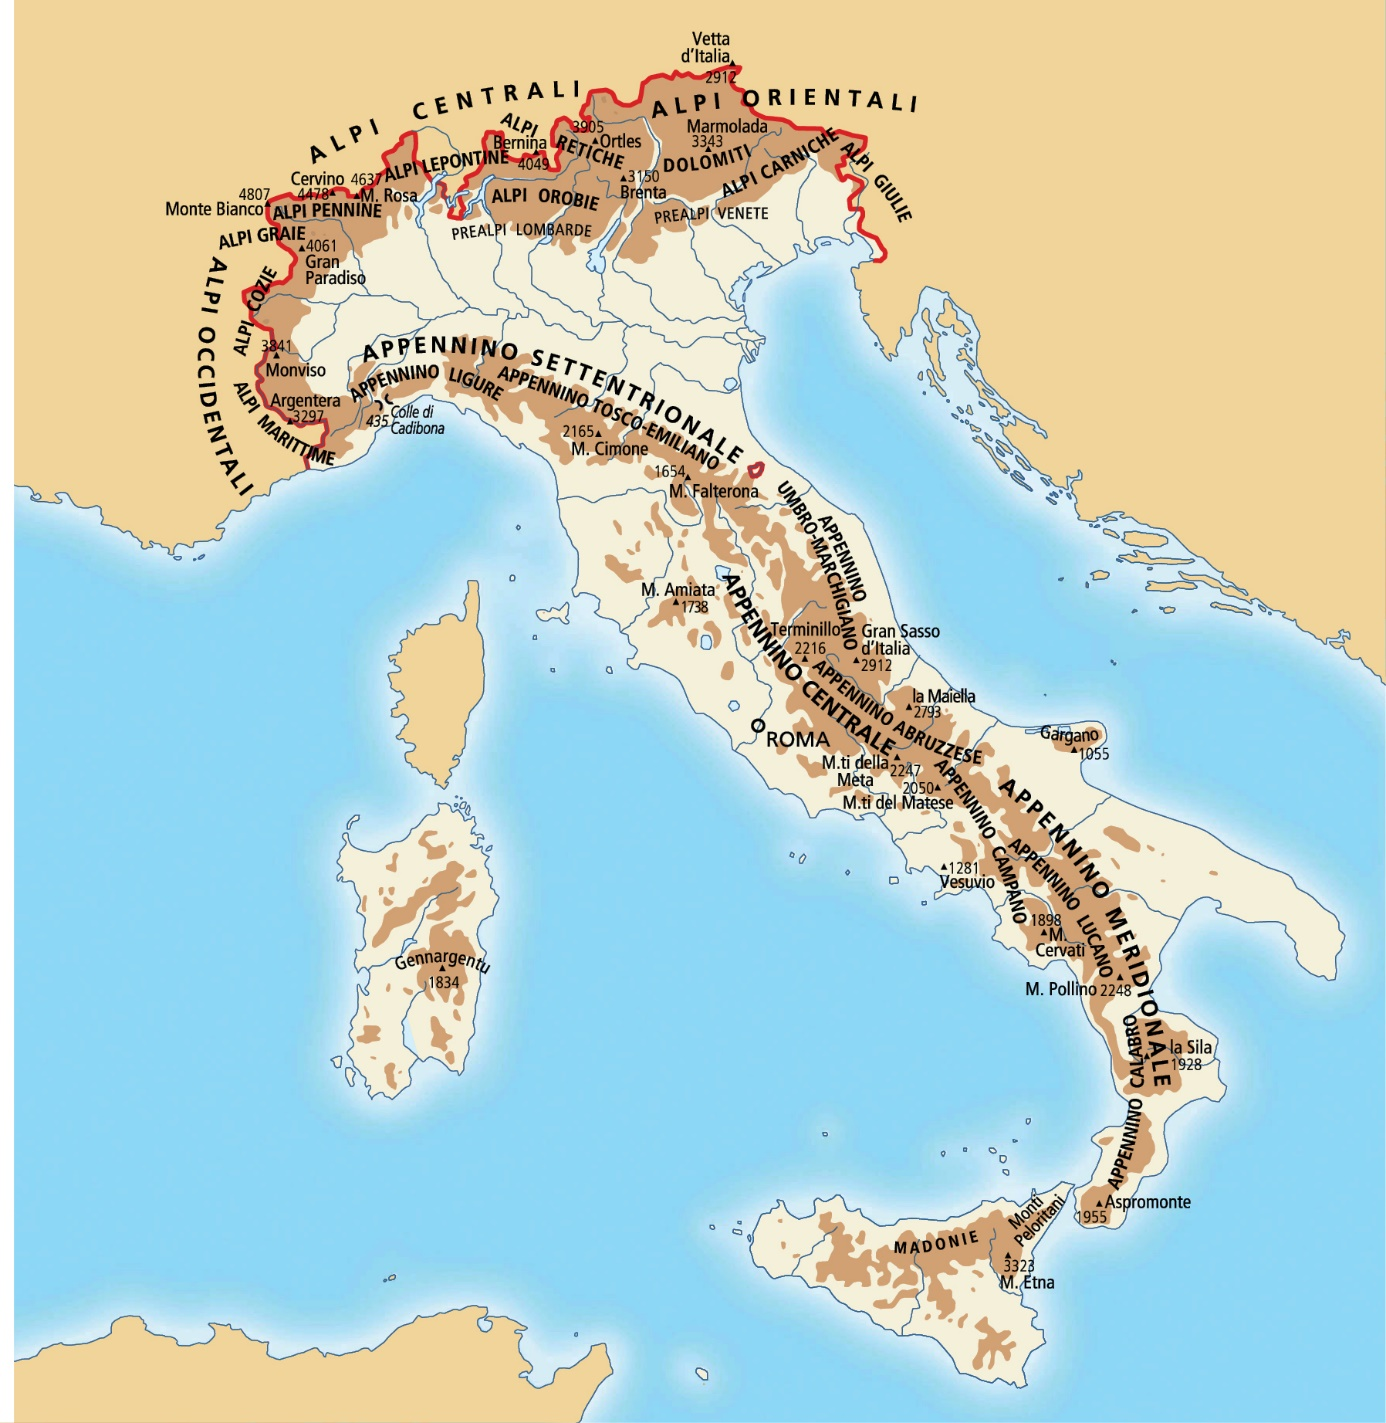 Vetta
d'Italia
2912
ALPI CENTRALI
ALPI ORIENTALI
ALPI
RETICHE
3905
Ortles
Marmolada
3343
Bernina
4049
ALPI LEPONTINE
DOLOMITI
ALPI CARNICHE
ALPI GIULIE
Cervino
4478
4637
M. Rosa
3150
Brenta
4807
Monte Bianco
ALPI PENNINE
ALPI OROBIE
PREALPI VENETE
PREALPI LOMBARDE
ALPI GRAIE
4061
Gran
Paradiso
ALPI COZIE
ALPI OCCIDENTALI
3841
Monviso
Argentera
3297
ALPI MARITTIME
APPENNINO SETTENTRIONALE
APPENNINO LIGURE
435
Colle di
Cadibona
APPENNINO TOSCO-EMILIANO
2165
M. Cimone
1654
M. Falterona
APPENNINO
UMBRO-MARCHIGIANO
M. Amiata
1738
APPENNINO CENTRALE
Terminillo
2216
Gran Sasso
d'Italia
2912
APPENNINO ABRUZZESE
la Maiella
2793
ROMA
Gargano
1055
M.ti della
Meta
2247
2050
M.ti del Matese
APPENNINO CAMPANO
APPENNINO MERIDIONALE
1281
Vesuvio
APPENNINO LUCANO
1898
M.
Cervati
M. Pollino
2248
Gennargentu
1834
la Sila
1928
APPENNINO CALABRO
Aspromonte
1955
Monti
Peloritani
MADONIE
3323
M. Etna